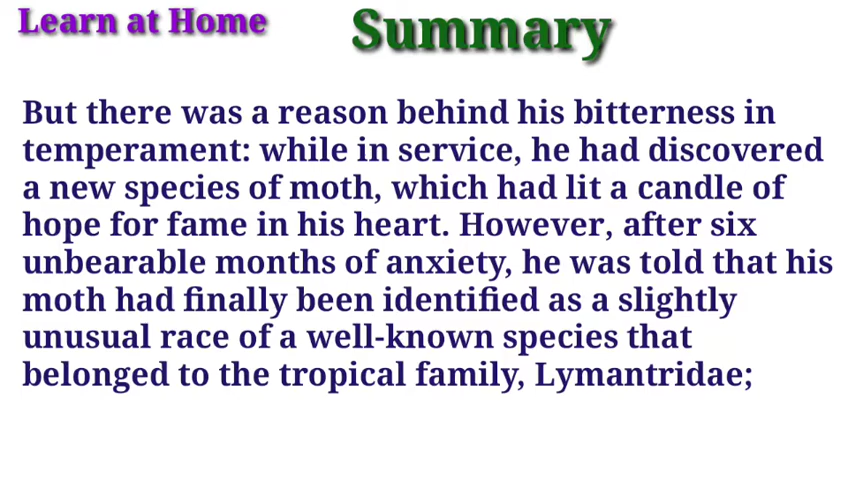 Learn at Home
Summary
But there was a reason behind his bitterness in
temperament: while in service, he had discovered
a new species of moth, which had lit a candle of
hope for fame in his heart. However, after six
unbearable months of anxiety, he was told that his
moth had finally been identified as a slightly
unusual race of a well-known species that
belonged to the tropical family, Lymantridae;